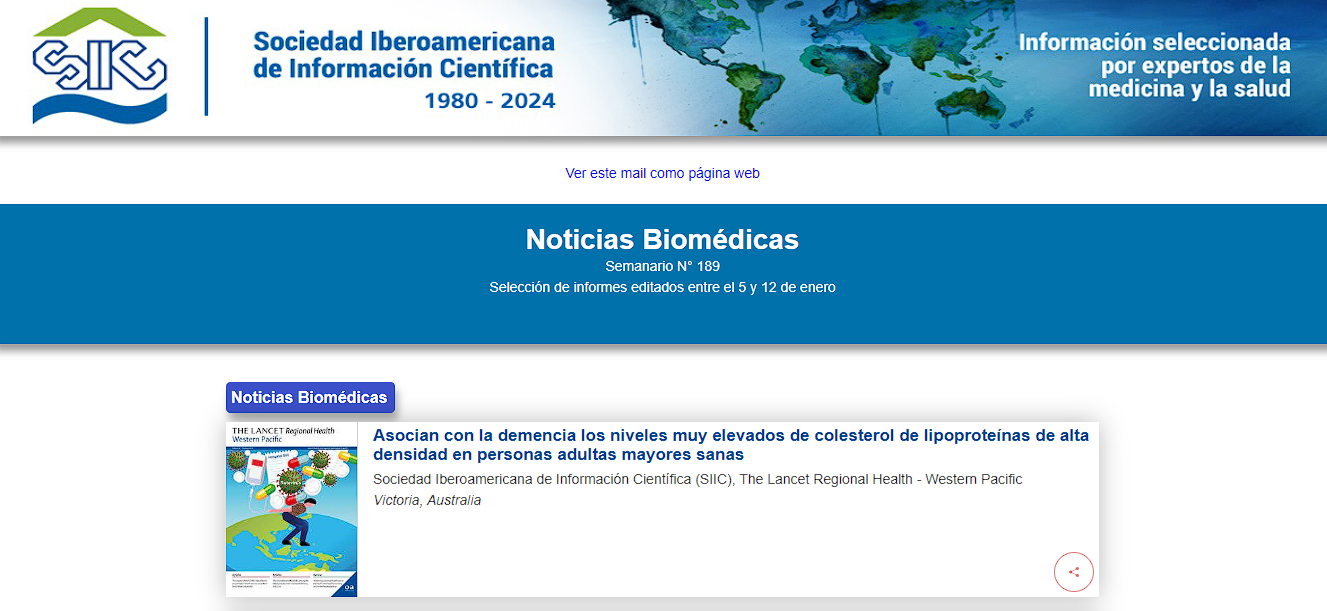 SIIC
Sociedad Iberoamericana
de Información Científica
1980 - 2024
Información seleccionada
por expertos de la
medicina y la salud
Ver este mail como página web
Noticias Biomédicas
Semanario N° 189
Selección de informes editados entre el 5 y 12 de enero
Noticias Biomédicas
THE LANCET Regional Health
Western Pacific
Asocian con la demencia los niveles muy elevados de colesterol de lipoproteínas de alta
densidad en personas adultas mayores sanas
Sociedad Iberoamericana de Información Científica (SIIC), The Lancet Regional Health - Western Pacific
Victoria, Australia